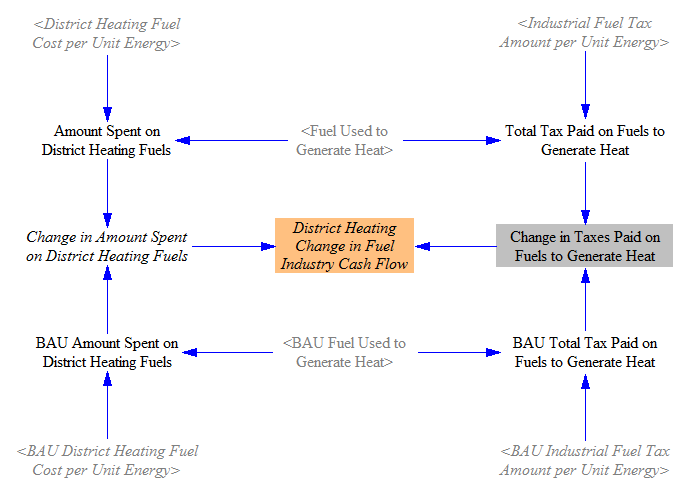 <District Heating Fuel
Cost per Unit Energy>
<Industrial Fuel Tax
Amount per Unit Energy>
Amount Spent on
District Heating Fuels
<Fuel Used to
Generate Heat>
Total Tax Paid on Fuels to
Generate Heat
Change in Amount Spent
on District Heating Fuels
District Heating
Change in Fuel
Industry Cash Flow
Change in Taxes Paid on
Fuels to Generate Heat
BAU Amount Spent on
District Heating Fuels
<BAU Fuel Used to
Generate Heat>
BAU Total Tax Paid on
Fuels to Generate Heat
<BAU District Heating Fuel
Cost per Unit Energy>
<BAU Industrial Fuel Tax
Amount per Unit Energy>